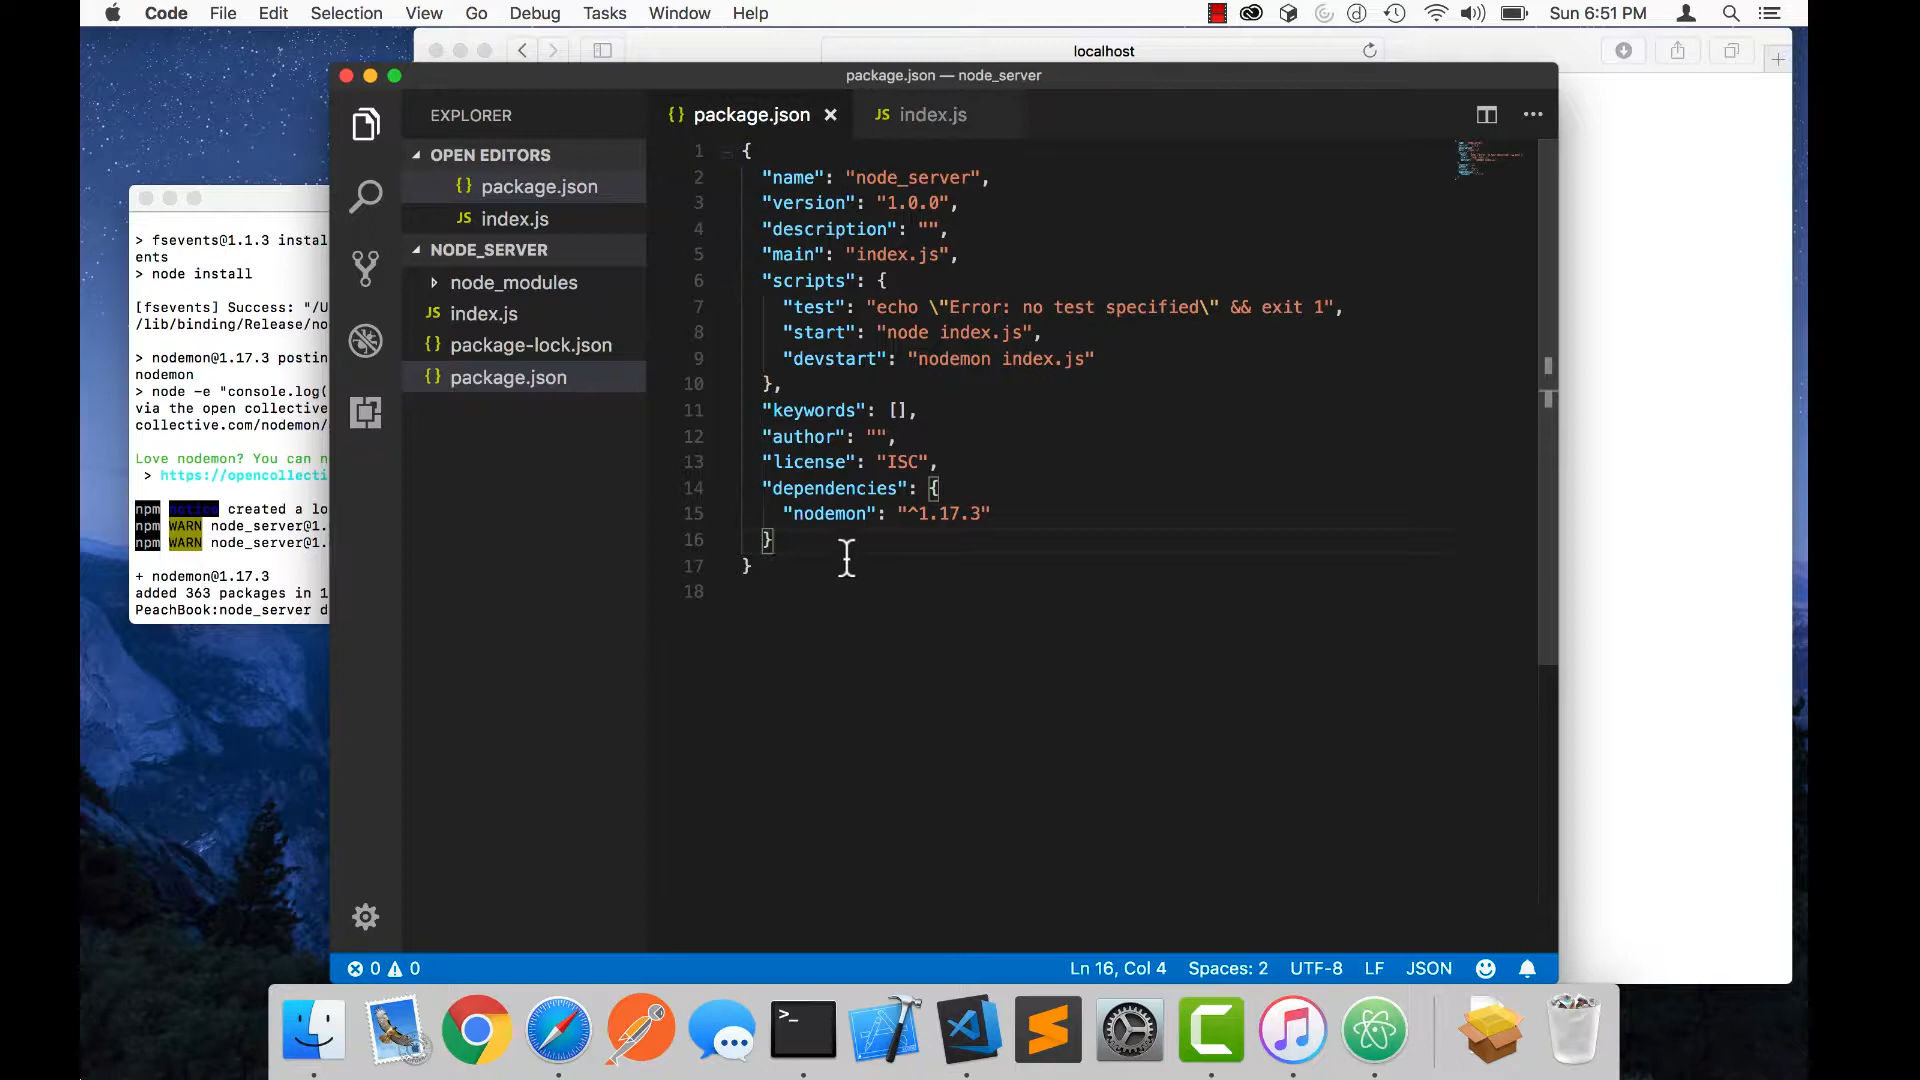 Code File Edit Selection View Go Debug Tasks Window Help
Sun 6:51 PM
localhost
package.json — node_server
EXPLORER
OPEN EDITORS
{} package.json
JS index.js
NODE_SERVER
node_modules
JS index.js
{} package-lock.json
{} package.json
{} package.json ×
JS index.js
1 {
2 "name": "node_server",
3 "version": "1.0.0",
4 "description": "",
5 "main": "index.js",
6 "scripts": {
7 "test": "echo \"Error: no test specified\" && exit 1",
8 "start": "node index.js",
9 "devstart": "nodemon index.js"
10 },
11 "keywords": [],
12 "author": "",
13 "license": "ISC",
14 "dependencies": {
15 "nodemon": "^1.17.3"
16 }
17 }
18
> fsevents@1.1.3 instal
ents
> node install
[fsevents] Success: "/U
/lib/binding/Release/no
> nodemon@1.17.3 postin
nodemon
> node -e "console.log(
via the open collective
collective.com/nodemon/
Love nodemon? You can n
> https://opencollecti
npm notice created a lo
npm WARN node_server@1.
npm WARN node_server@1.
+ nodemon@1.17.3
added 363 packages in 1
PeachBook:node_server d
0 0
Ln 16, Col 4 Spaces: 2 UTF-8 LF JSON
>_